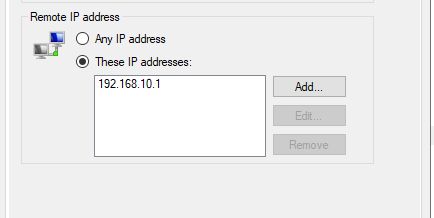 Remote IP address
Any IP address
These IP addresses:
192.168.10.1
Add...
Edit...
Remove